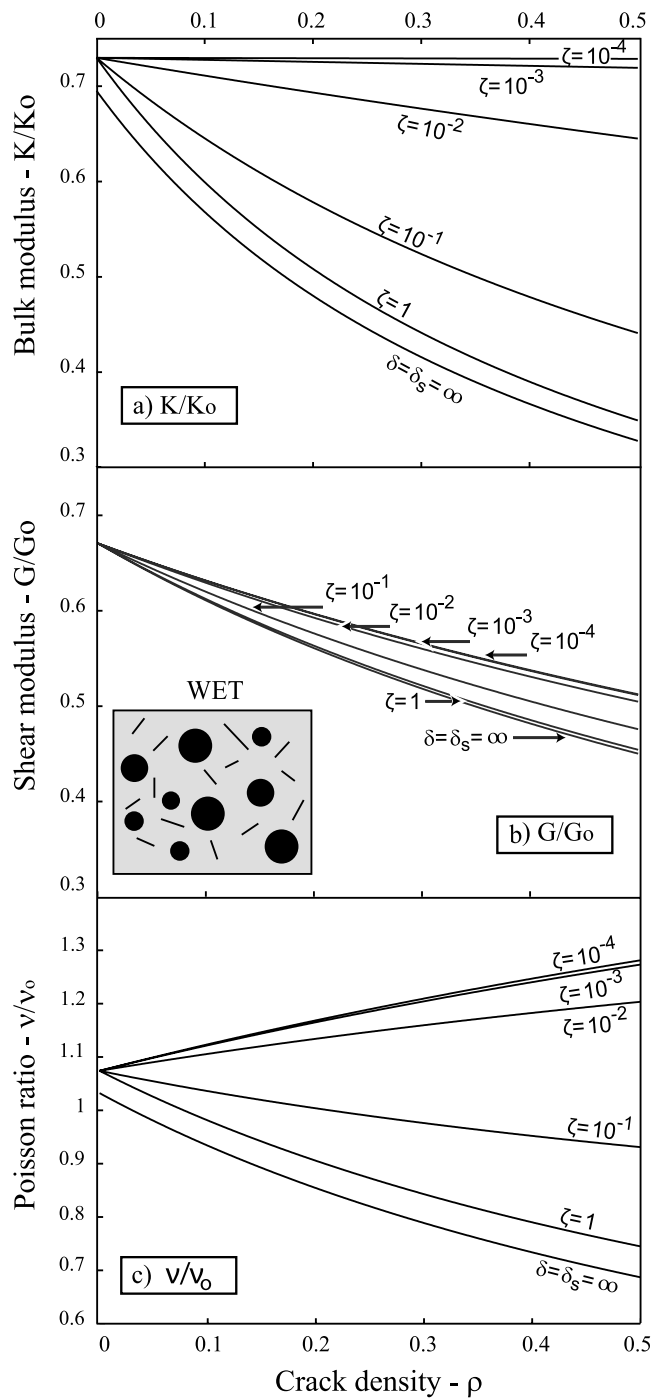 0 0.1 0.2 0.3 0.4 0.5
Bulk modulus - K/Ko
0.7
0.6
0.5
0.4
0.3
ζ=10⁻⁴
ζ=10⁻³
ζ=10⁻²
ζ=10⁻¹
ζ=1
δ=δₛ=∞
a) K/Ko
Shear modulus - G/Go
0.7
0.6
0.5
0.4
0.3
ζ=10⁻¹
ζ=10⁻²
ζ=10⁻³
ζ=10⁻⁴
ζ=1
δ=δₛ=∞
WET
b) G/Go
Poisson ratio - ν/νₒ
1.3
1.2
1.1
1
0.9
0.8
0.7
0.6
ζ=10⁻⁴
ζ=10⁻³
ζ=10⁻²
ζ=10⁻¹
ζ=1
δ=δₛ=∞
c) ν/νₒ
0 0.1 0.2 0.3 0.4 0.5
Crack density - ρ